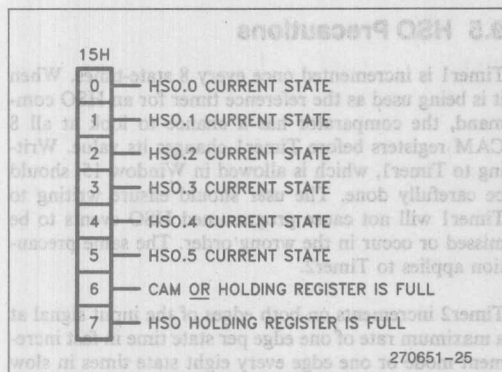 15H
0 HSO.0 CURRENT STATE
1 HSO.1 CURRENT STATE
2 HSO.2 CURRENT STATE
3 HSO.3 CURRENT STATE
4 HSO.4 CURRENT STATE
5 HSO.5 CURRENT STATE
6 CAM OR HOLDING REGISTER IS FULL
7 HSO HOLDING REGISTER IS FULL
270651-25